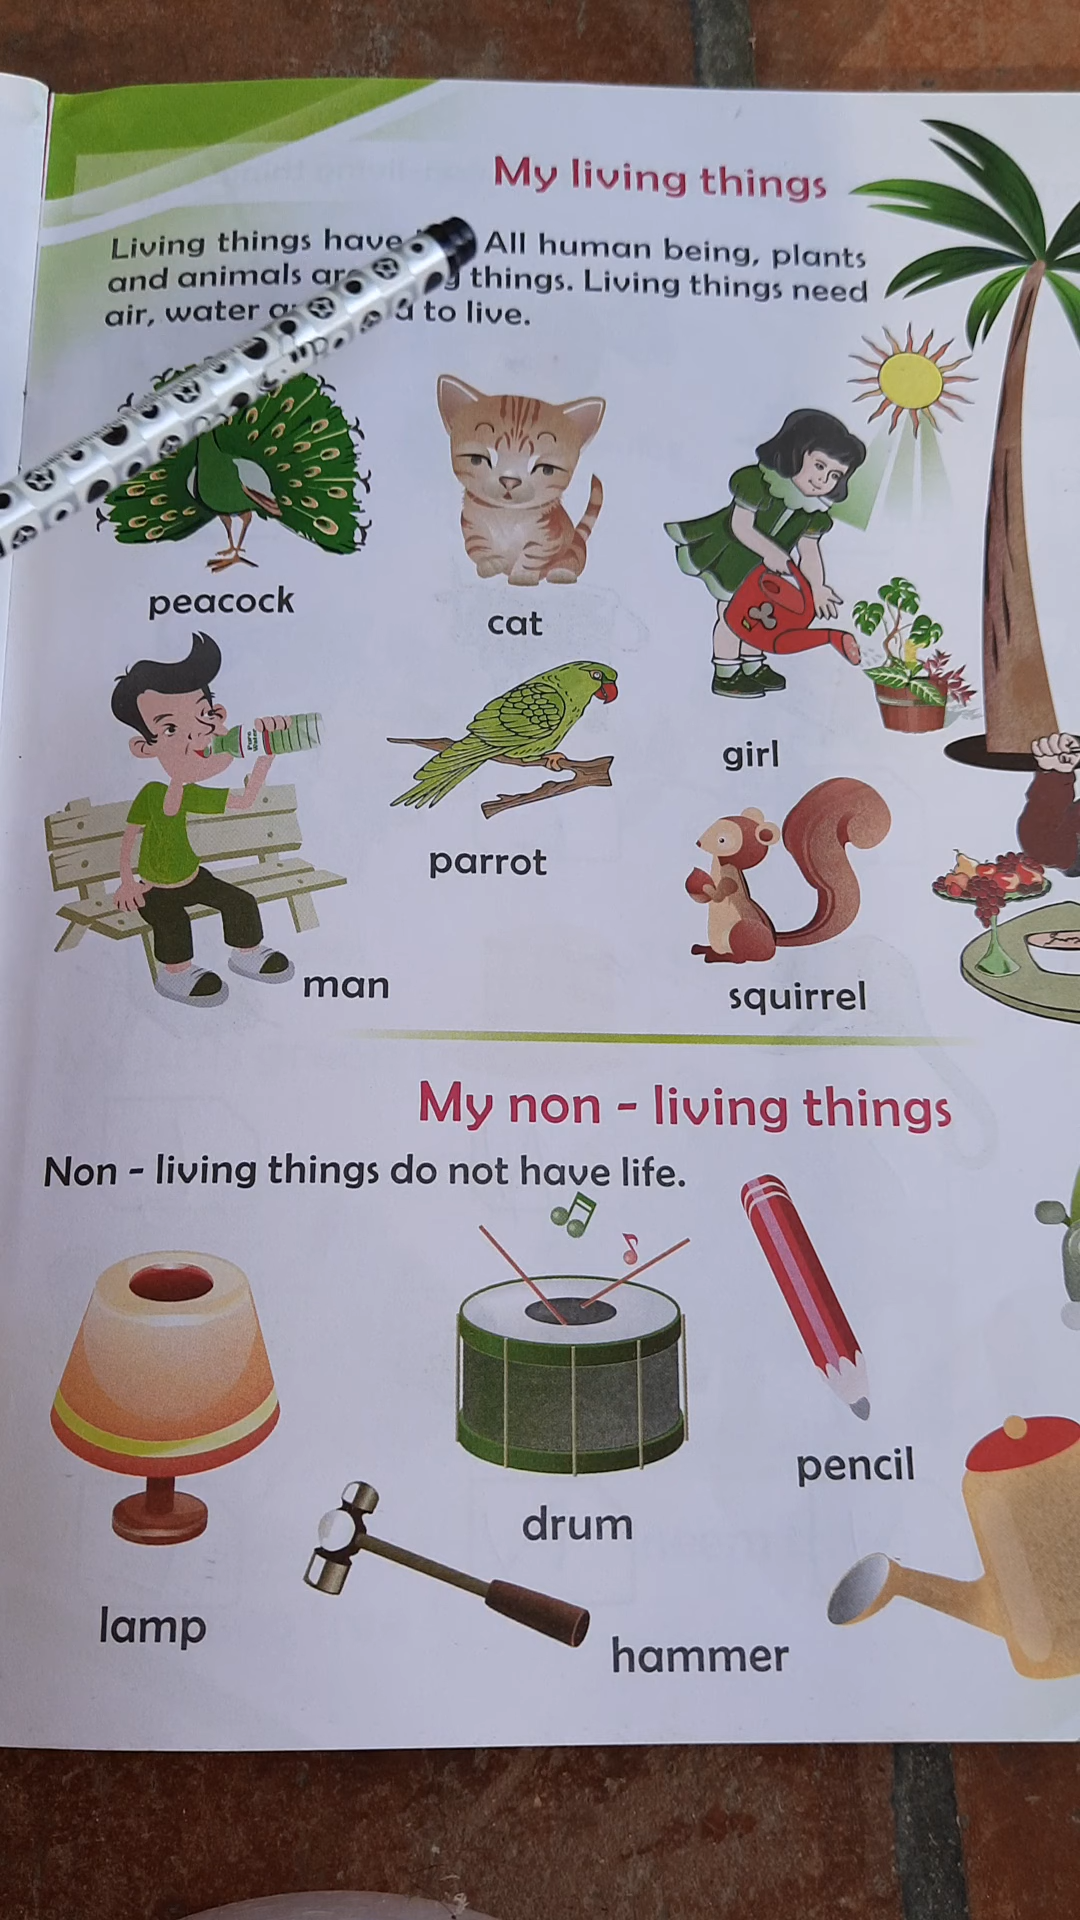 My living things
Living things have All human being, plants
and animals are things. Living things need
air, water to live.
peacock
cat
girl
parrot
man
squirrel
My non - living things
Non - living things do not have life.
pencil
drum
lamp
hammer